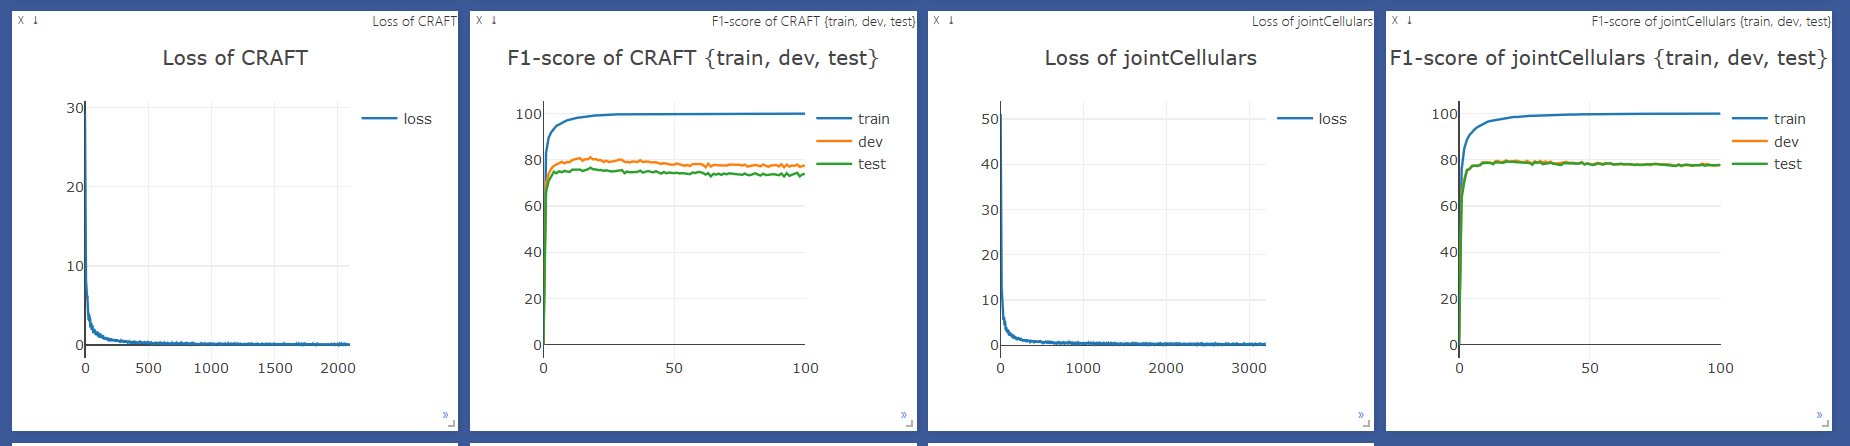 X ↓ Loss of CRAFT
Loss of CRAFT
30
20
10
0
0 500 1000 1500 2000
loss
»
X ↓ F1-score of CRAFT {train, dev, test}
F1-score of CRAFT {train, dev, test}
100
80
60
40
20
0
0 50 100
train
dev
test
»
X ↓ Loss of jointCellulars
Loss of jointCellulars
50
40
30
20
10
0
0 1000 2000 3000
loss
»
X ↓ F1-score of jointCellulars {train, dev, test}
F1-score of jointCellulars {train, dev, test}
100
80
60
40
20
0
0 50 100
train
dev
test
»